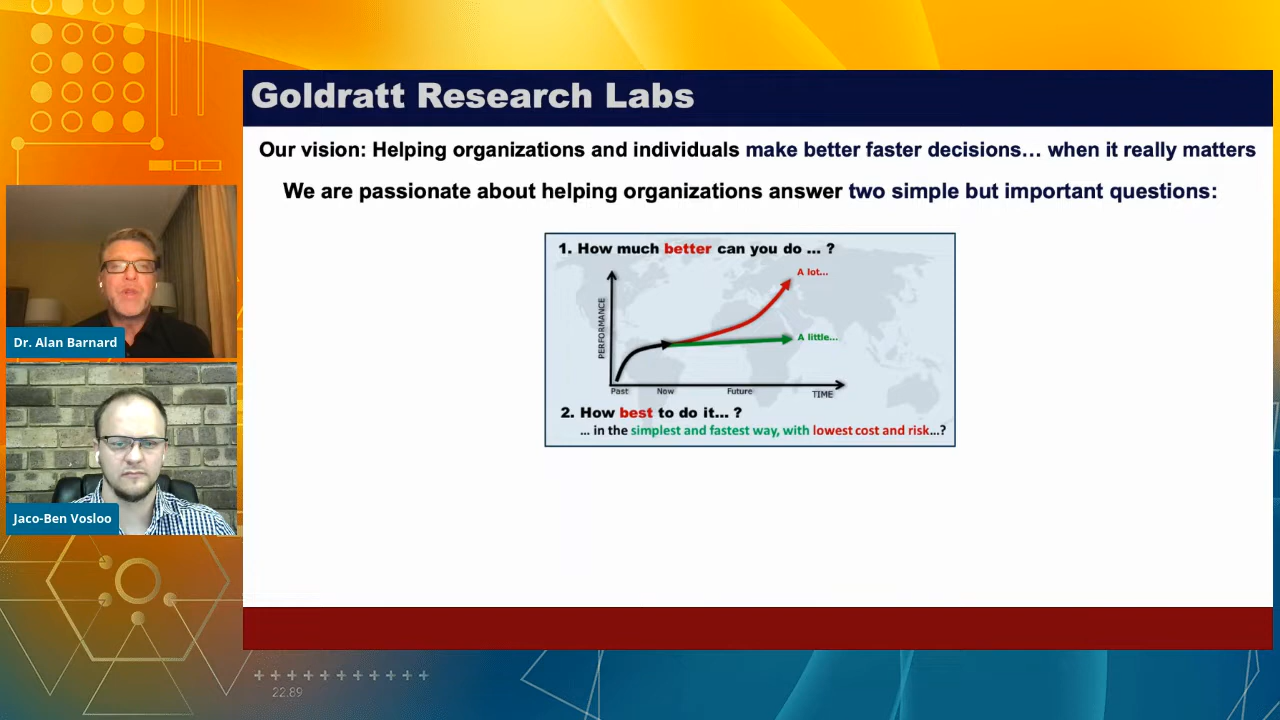 Goldratt Research Labs
Our vision: Helping organizations and individuals make better faster decisions... when it really matters
We are passionate about helping organizations answer two simple but important questions:
1. How much better can you do ... ?
A lot...
PERFORMANCE
A little...
Past
Now
Future
TIME
2. How best to do it... ?
... in the simplest and fastest way, with lowest cost and risk...?
Dr. Alan Barnard
Jaco-Ben Vosloo
22.89